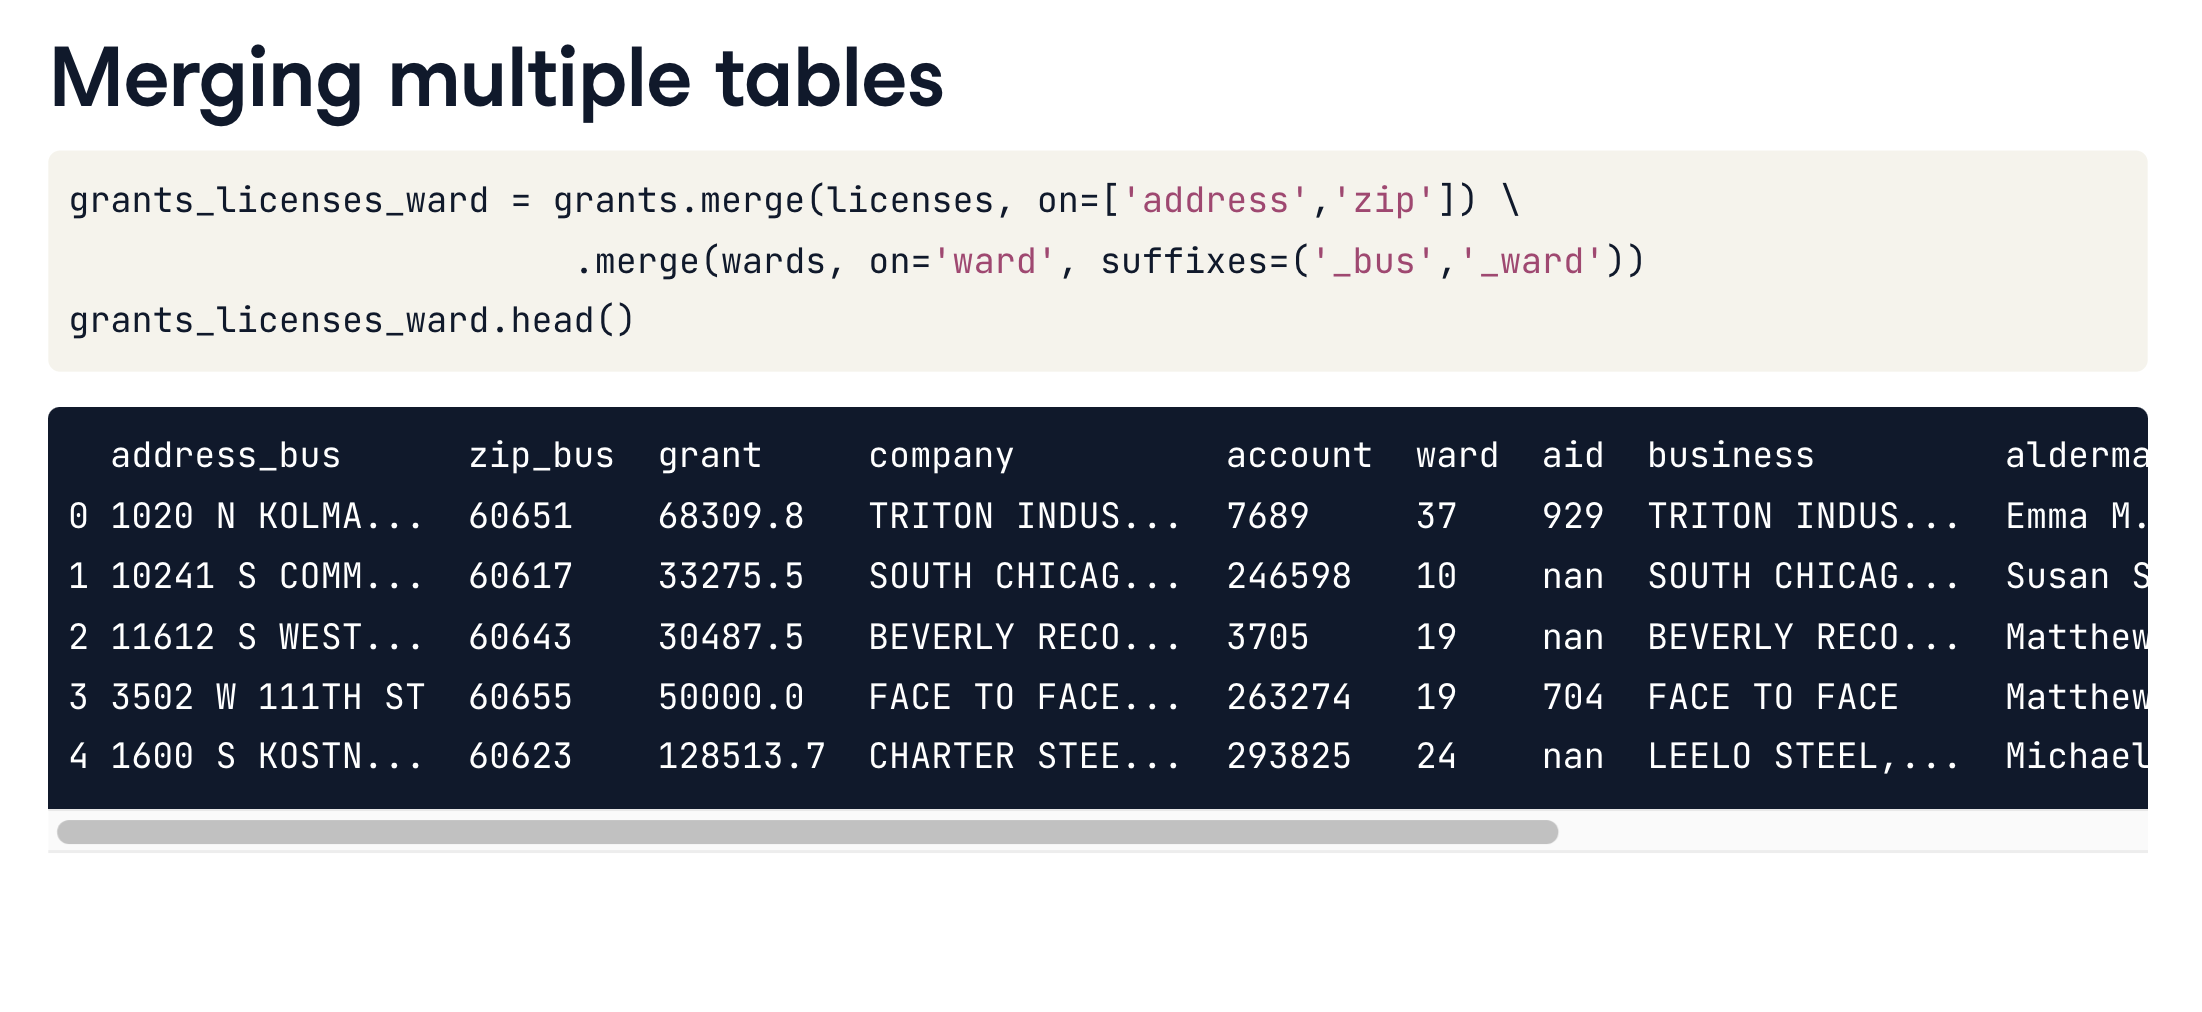 Merging multiple tables
grants_licenses_ward = grants.merge(licenses, on=['address','zip']) \
.merge(wards, on='ward', suffixes=('_bus','_ward'))
grants_licenses_ward.head()
address_bus zip_bus grant company account ward aid business alderma
0 1020 N KOLMA... 60651 68309.8 TRITON INDUS... 7689 37 929 TRITON INDUS... Emma M.
1 10241 S COMM... 60617 33275.5 SOUTH CHICAG... 246598 10 nan SOUTH CHICAG... Susan S
2 11612 S WEST... 60643 30487.5 BEVERLY RECO... 3705 19 nan BEVERLY RECO... Matthew
3 3502 W 111TH ST 60655 50000.0 FACE TO FACE... 263274 19 704 FACE TO FACE Matthew
4 1600 S KOSTN... 60623 128513.7 CHARTER STEE... 293825 24 nan LEELO STEEL,... Michael